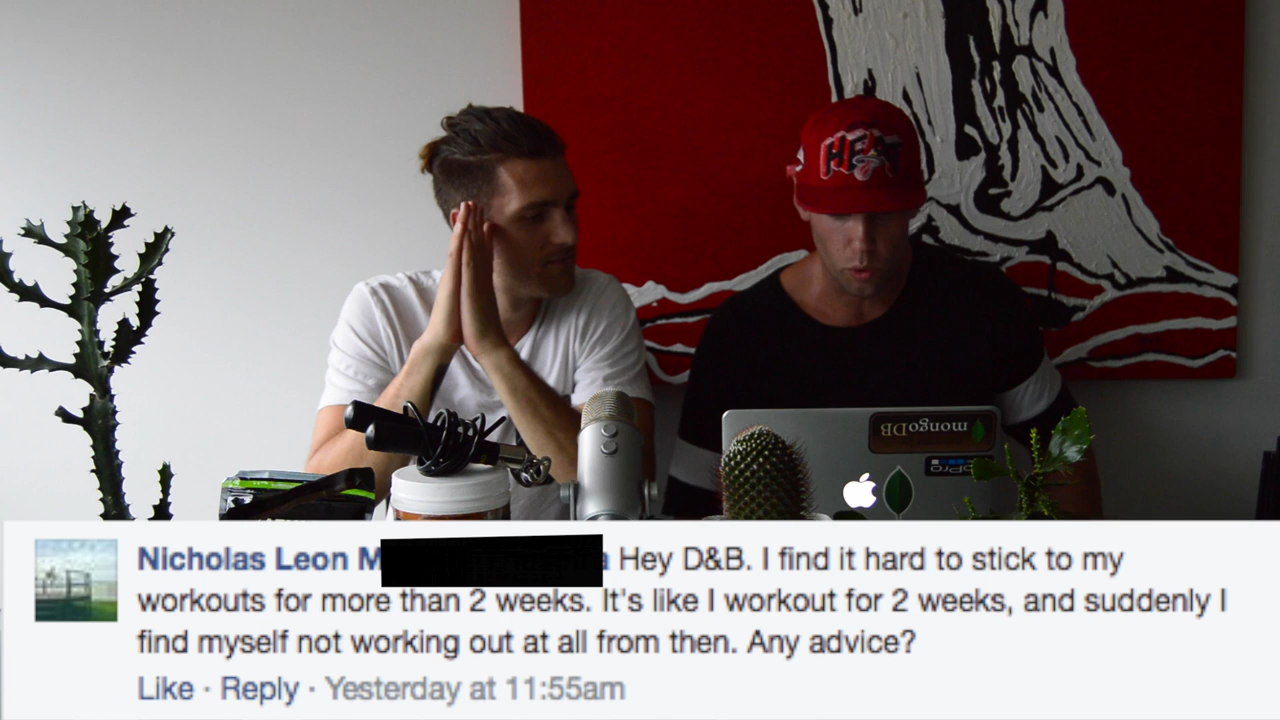 HEAT
mongoDB
GoPro
Nicholas Leon M Hey D&B. I find it hard to stick to my
workouts for more than 2 weeks. It's like I workout for 2 weeks, and suddenly I
find myself not working out at all from then. Any advice?
Like · Reply · Yesterday at 11:55am